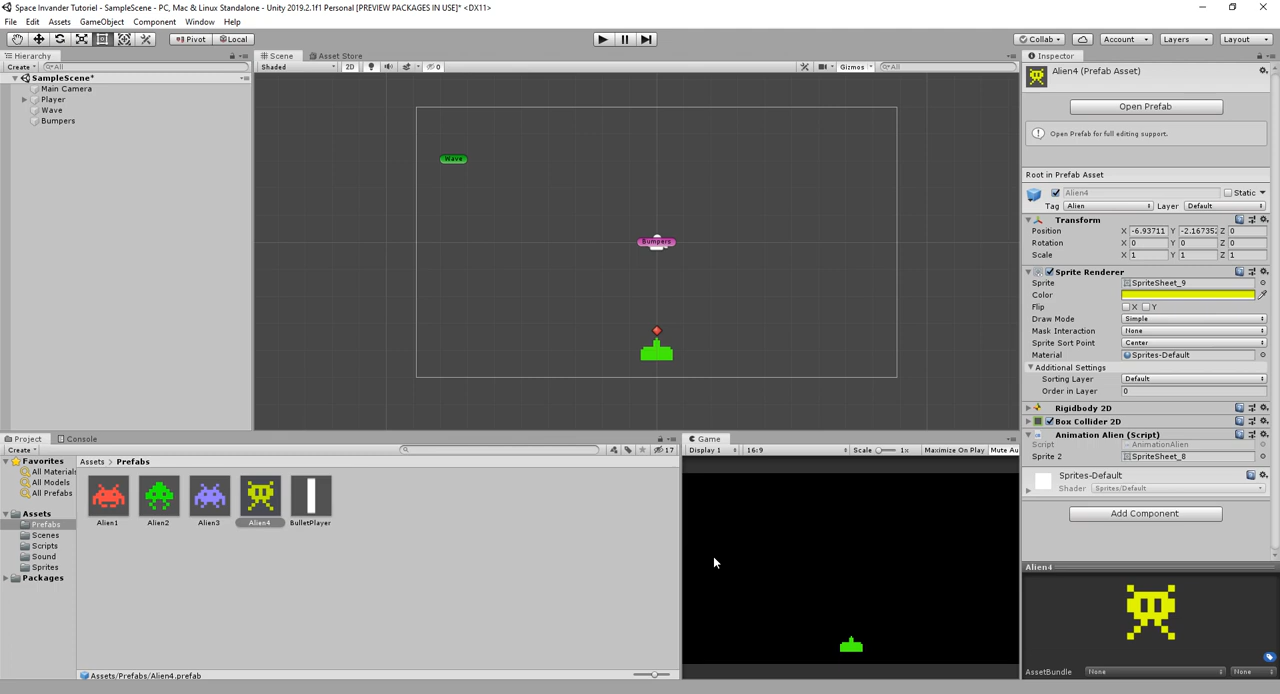 Space Invander Tutoriel - SampleScene - PC, Mac & Linux Standalone - Unity 2019.2.1f1 Personal [PREVIEW PACKAGES IN USE]* <DX11>
File Edit Assets GameObject Component Window Help
Pivot Local Collab Account Layers Layout
Hierarchy
Create All
SampleScene*
Main Camera
Player
Wave
Bumpers
Scene Asset Store
Shaded 2D 0 Gizmos All
Wave
Bumpers
Inspector
Alien4 (Prefab Asset)
Open Prefab
Open Prefab for full editing support.
Root in Prefab Asset
Alien4 Static
Tag Alien Layer Default
Transform
Position X -6.93711 Y -2.167352 Z 0
Rotation X 0 Y 0 Z 0
Scale X 1 Y 1 Z 1
Sprite Renderer
Sprite SpriteSheet_9
Color
Flip X Y
Draw Mode Simple
Mask Interaction None
Sprite Sort Point Center
Material Sprites-Default
Additional Settings
Sorting Layer Default
Order in Layer 0
Rigidbody 2D
Box Collider 2D
Animation Alien (Script)
Script AnimationAlien
Sprite 2 SpriteSheet_8
Sprites-Default
Shader Sprites/Default
Add Component
Alien4
AssetBundle None None
Project Console
Create 17
Favorites
All Materials
All Models
All Prefabs
Assets
Prefabs
Scenes
Scripts
Sound
Sprites
Packages
Assets Prefabs
Alien1 Alien2 Alien3 Alien4 BulletPlayer
Assets/Prefabs/Alien4.prefab
Game
Display 1 16:9 Scale 1x Maximize On Play Mute Au